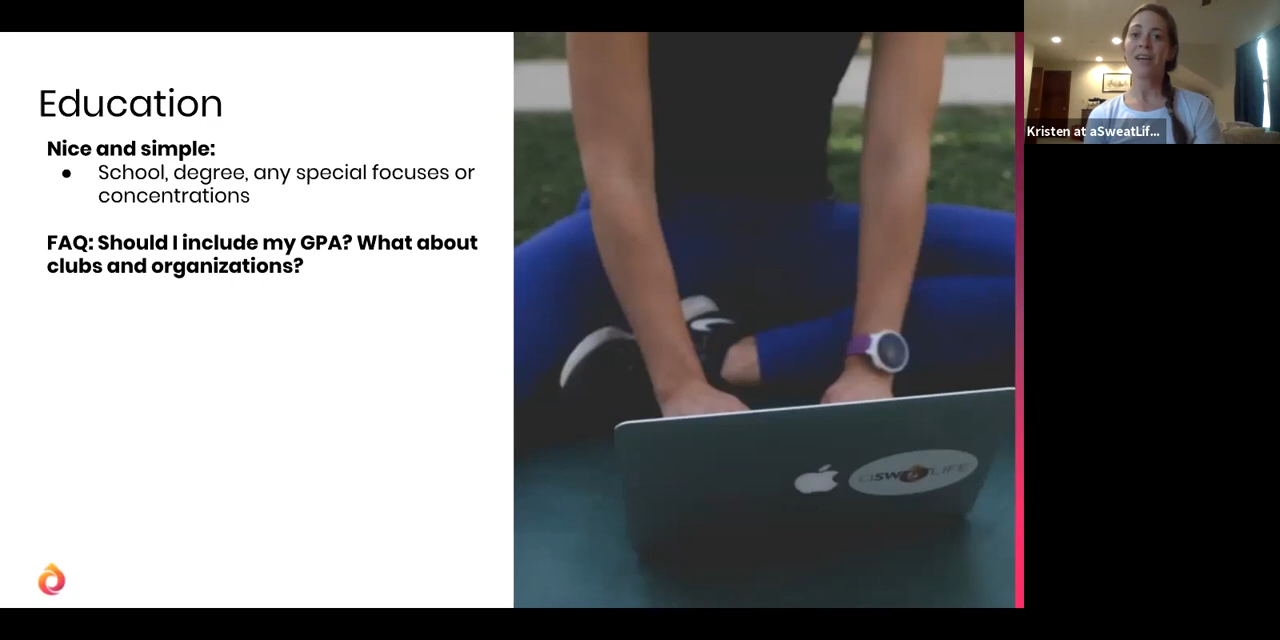 Education
Nice and simple:
● School, degree, any special focuses or
concentrations
FAQ: Should I include my GPA? What about
clubs and organizations?
aSWEATLIFE
Kristen at aSweatLif...